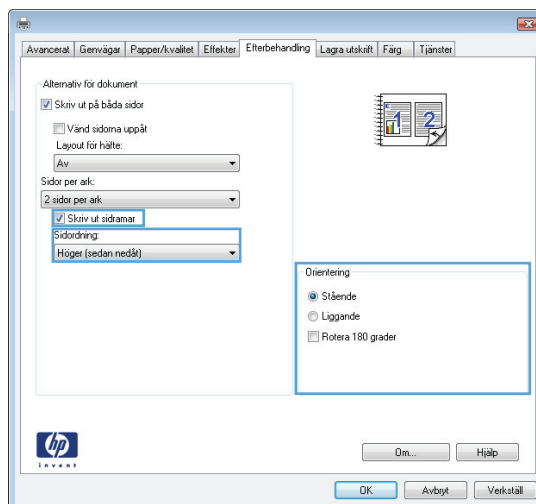 Avancerat Genvägar Papper/kvalitet Effekter Efterbehandling Lagra utskrift Färg Tjänster
Alternativ för dokument
Skriv ut på båda sidor
Vänd sidorna uppåt
Layout för häfte:
Av
Sidor per ark:
2 sidor per ark
Skriv ut sidramar
Sidordning:
Höger (sedan nedåt)
1 2
Orientering
Stående
Liggande
Rotera 180 grader
hp
invent
Om... Hjälp
OK Avbryt Verkställ